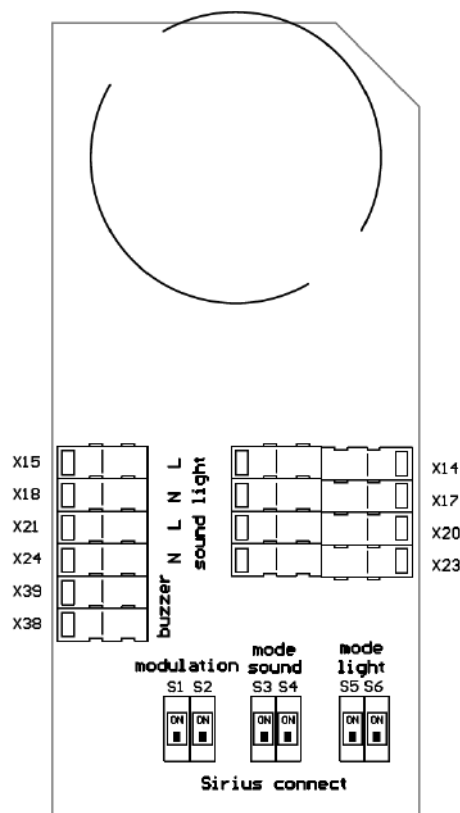 X15
X18
X21
X24
X39
X38
L
N
L
N
light
sound
buzzer
X14
X17
X20
X23
modulation
S1 S2
mode
sound
S3 S4
mode
light
S5 S6
ON ON
ON ON
ON ON
Sirius connect